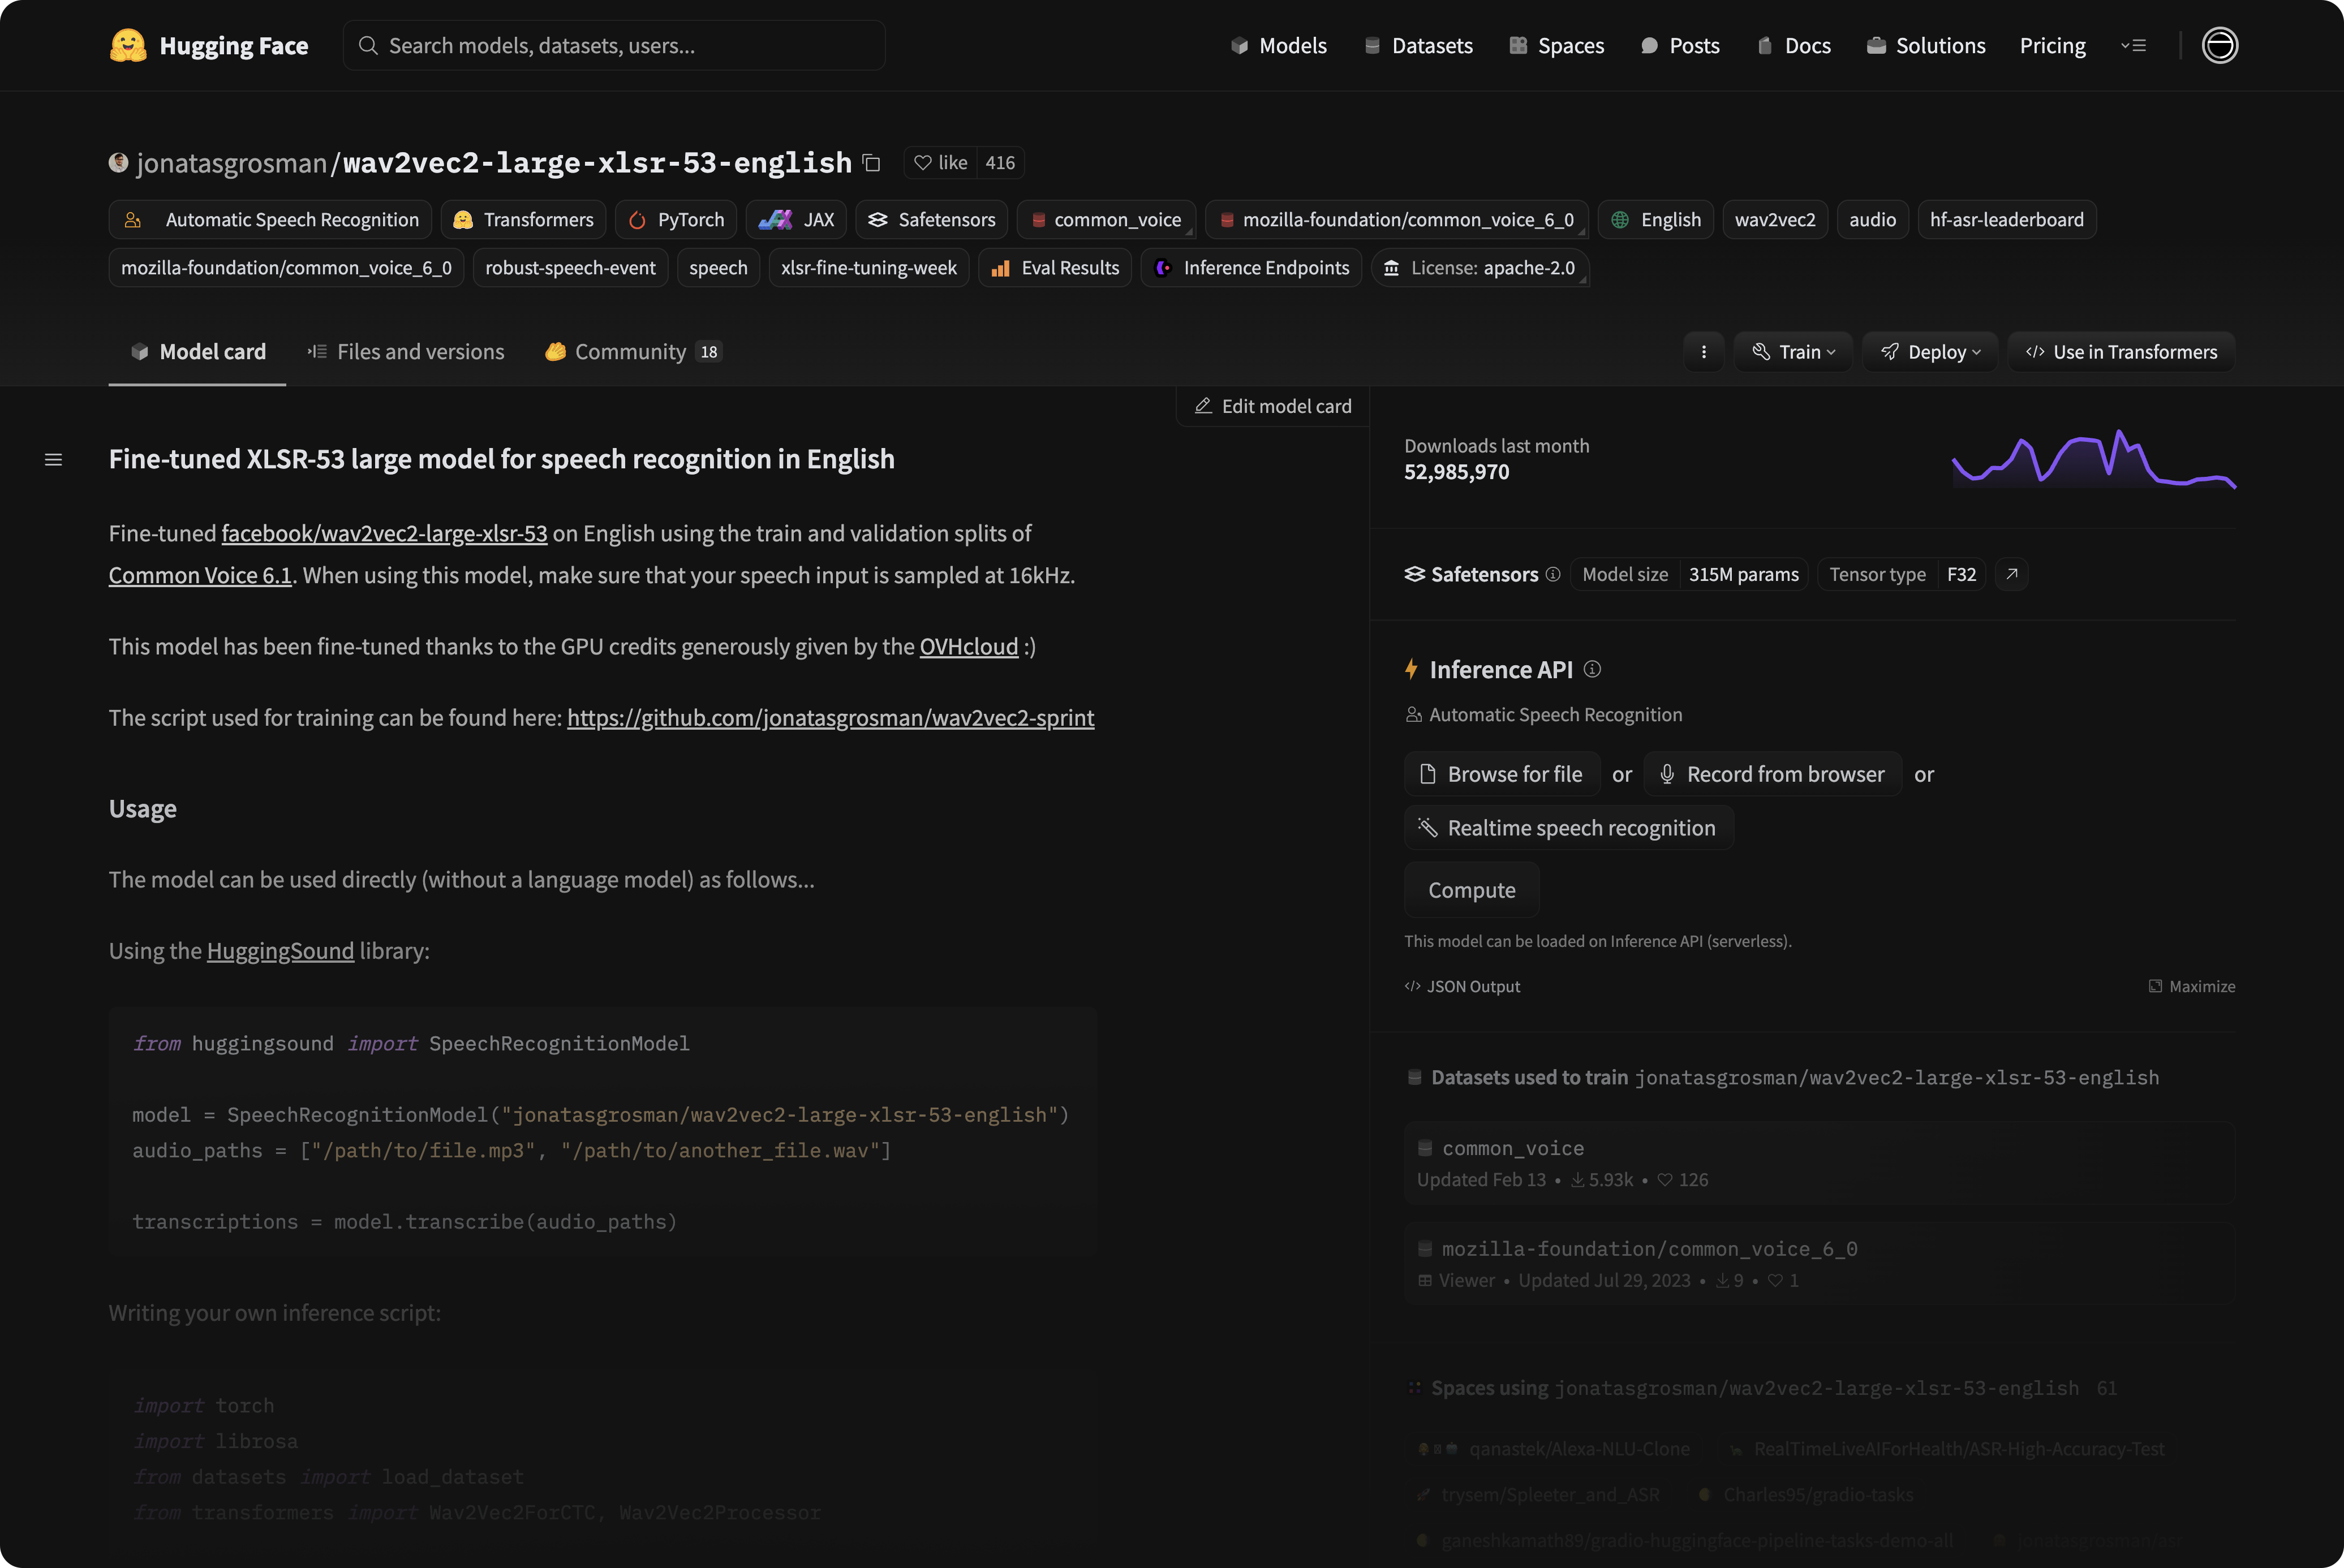 Hugging Face
Search models, datasets, users...
Models
Datasets
Spaces
Posts
Docs
Solutions
Pricing
jonatasgrosman/wav2vec2-large-xlsr-53-english
like 416
Automatic Speech Recognition
Transformers
PyTorch
JAX
Safetensors
common_voice
mozilla-foundation/common_voice_6_0
English
wav2vec2
audio
hf-asr-leaderboard
mozilla-foundation/common_voice_6_0
robust-speech-event
speech
xlsr-fine-tuning-week
Eval Results
Inference Endpoints
License: apache-2.0
Model card
Files and versions
Community 18
Train
Deploy
</> Use in Transformers
Edit model card
Fine-tuned XLSR-53 large model for speech recognition in English
Fine-tuned facebook/wav2vec2-large-xlsr-53 on English using the train and validation splits of
Common Voice 6.1. When using this model, make sure that your speech input is sampled at 16kHz.
This model has been fine-tuned thanks to the GPU credits generously given by the OVHcloud :)
The script used for training can be found here: https://github.com/jonatasgrosman/wav2vec2-sprint
Usage
The model can be used directly (without a language model) as follows...
Using the HuggingSound library:
from huggingsound import SpeechRecognitionModel
model = SpeechRecognitionModel("jonatasgrosman/wav2vec2-large-xlsr-53-english")
audio_paths = ["/path/to/file.mp3", "/path/to/another_file.wav"]
transcriptions = model.transcribe(audio_paths)
Writing your own inference script:
import torch
import librosa
from datasets import load_dataset
from transformers import Wav2Vec2ForCTC, Wav2Vec2Processor
Downloads last month
52,985,970
Safetensors
Model size 315M params
Tensor type F32
Inference API
Automatic Speech Recognition
Browse for file or Record from browser or
Realtime speech recognition
Compute
This model can be loaded on Inference API (serverless).
</> JSON Output
Maximize
Datasets used to train jonatasgrosman/wav2vec2-large-xlsr-53-english
common_voice
Updated Feb 13 • 5.93k • 126
mozilla-foundation/common_voice_6_0
Viewer • Updated Jul 29, 2023 • 9 • 1
Spaces using jonatasgrosman/wav2vec2-large-xlsr-53-english 61
qanastek/Alexa-NLU-Clone
RealTimeLiveAIForHealth/ASR-High-Accuracy-Test
trysem/Spleeter_and_ASR
Charles95/gradio-tasks
ganeshkamath89/gradio-huggingface-pipeline-tasks-demo-all